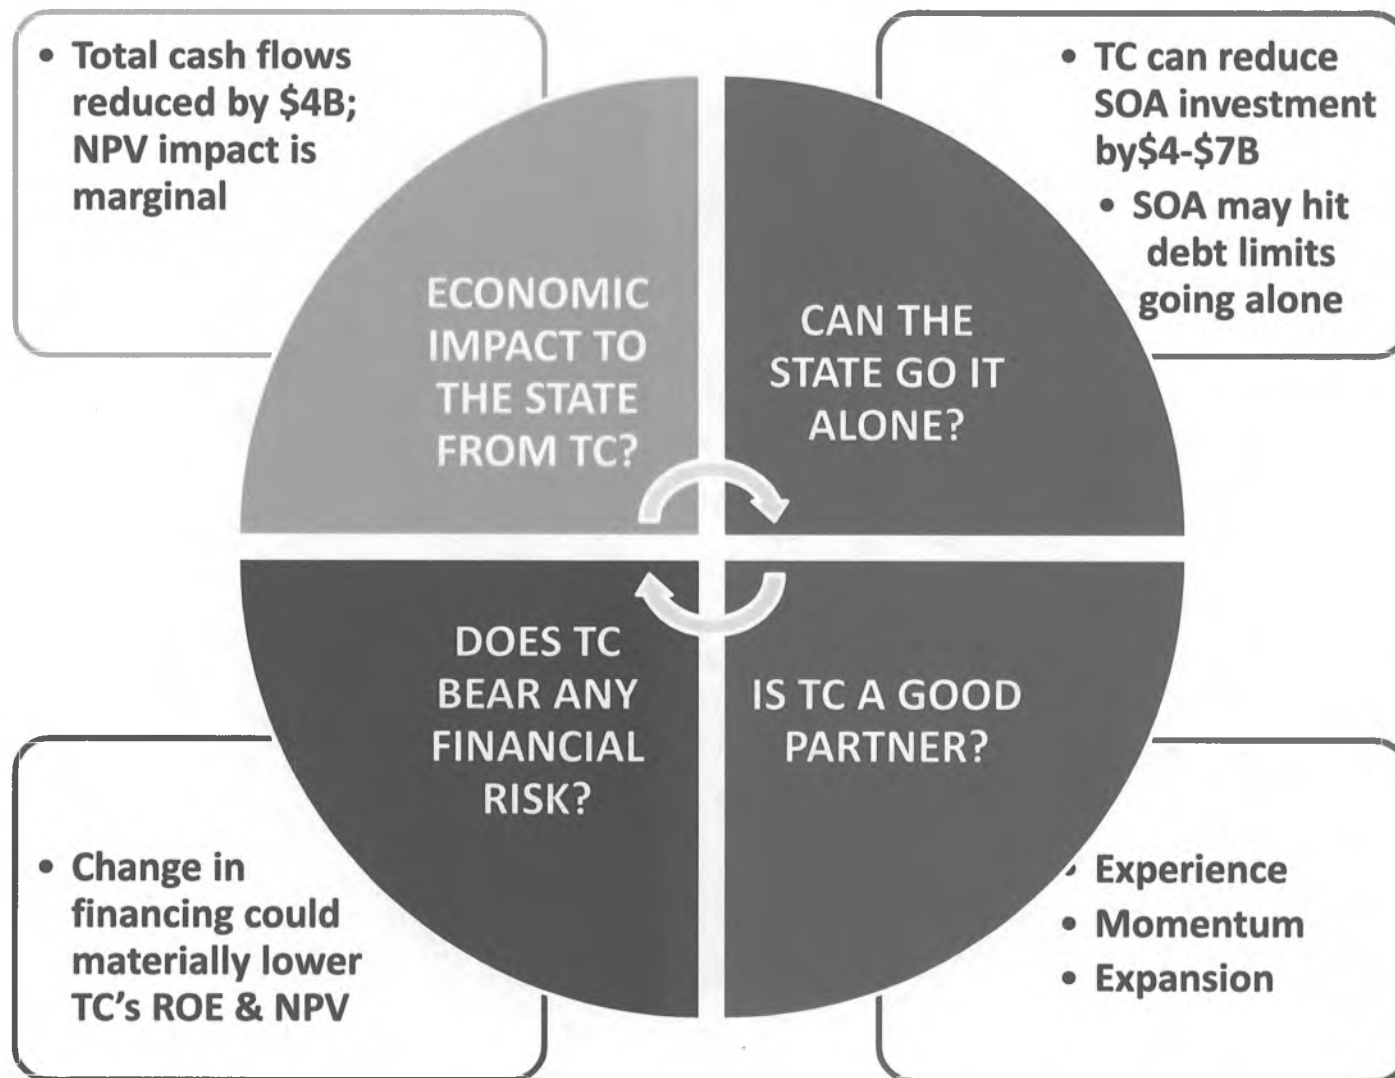 • Total cash flows
reduced by $4B;
NPV impact is
marginal
• TC can reduce
SOA investment
by$4-$7B
• SOA may hit
debt limits
going alone
ECONOMIC
IMPACT TO
THE STATE
FROM TC?
CAN THE
STATE GO IT
ALONE?
DOES TC
BEAR ANY
FINANCIAL
RISK?
IS TC A GOOD
PARTNER?
• Change in
financing could
materially lower
TC's ROE & NPV
• Experience
• Momentum
• Expansion